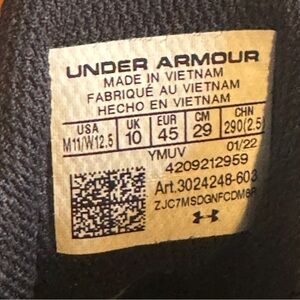 UNDER ARMOUR
MADE IN VIETNAM
FABRIQUÉ AU VIETNAM
HECHO EN VIETNAM
USA UK EUR CM CHN
M11/W12.5 10 45 29 290(2.5)
YMUV 01/22
4209212959
Art.3024248-603
ZJC7MSDGNFCDM8R